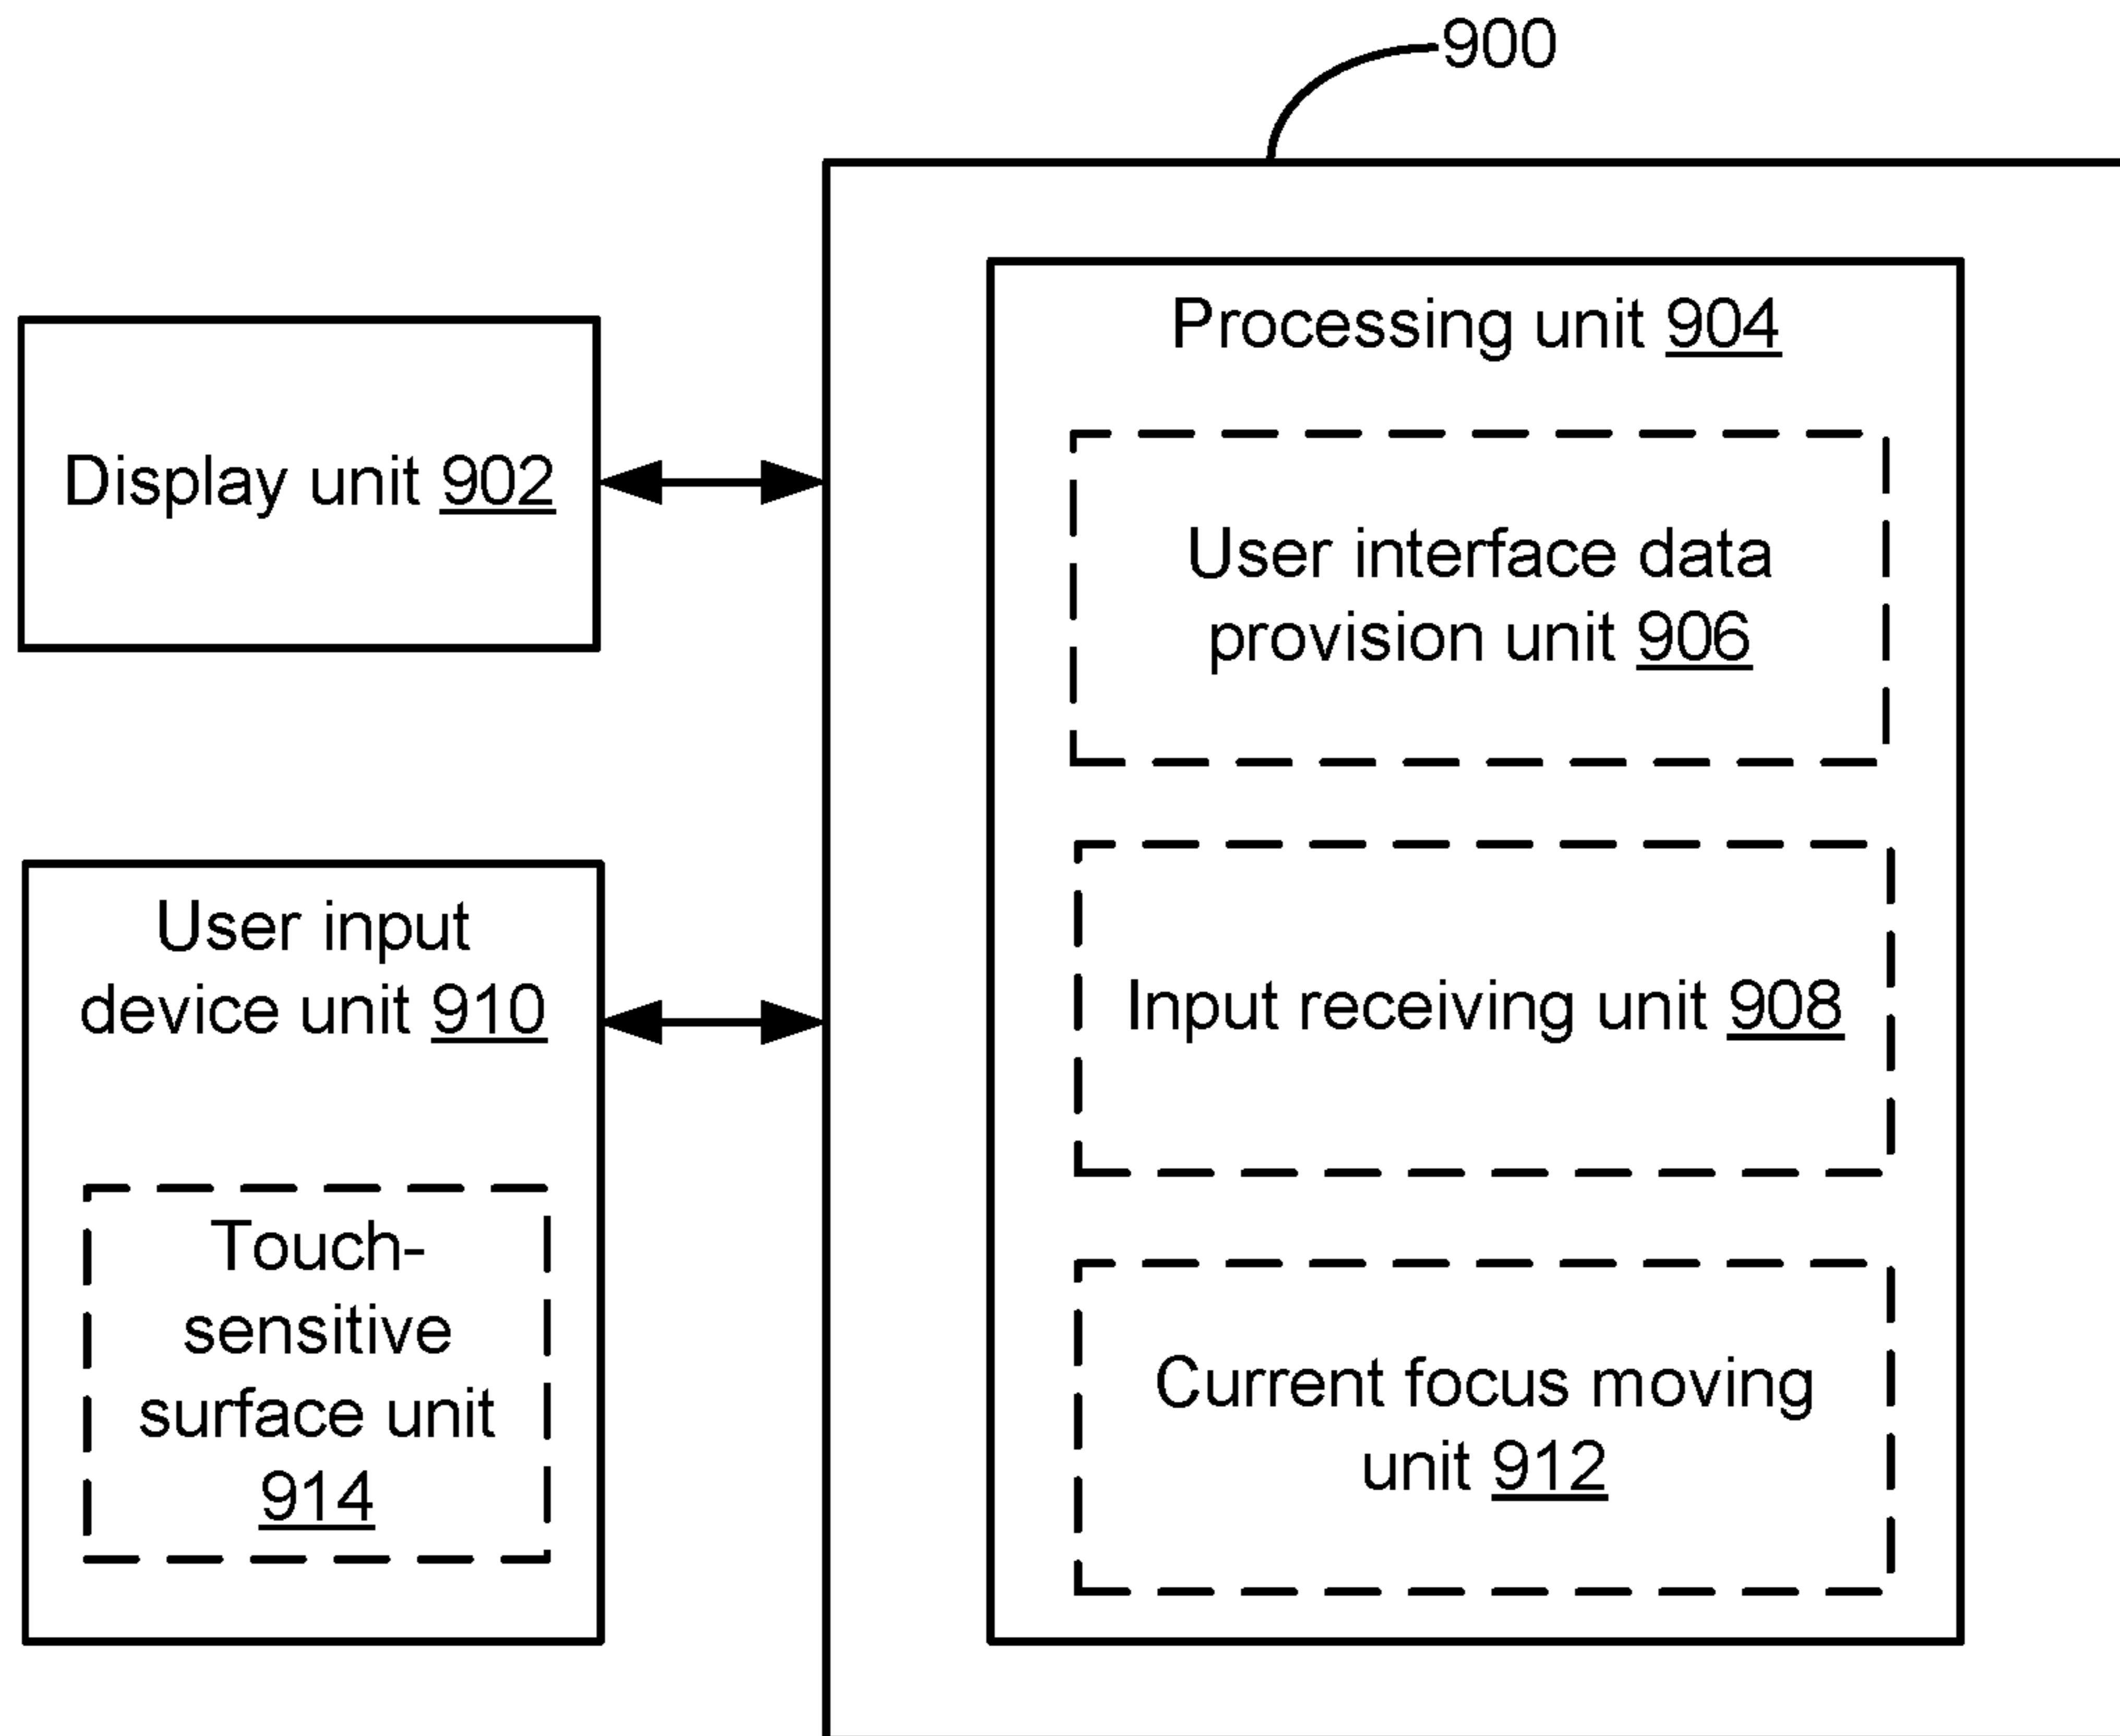 900
Processing unit 904
Display unit 902
User interface data
provision unit 906
User input
device unit 910
Input receiving unit 908
Touch-
sensitive
surface unit
914
Current focus moving
unit 912